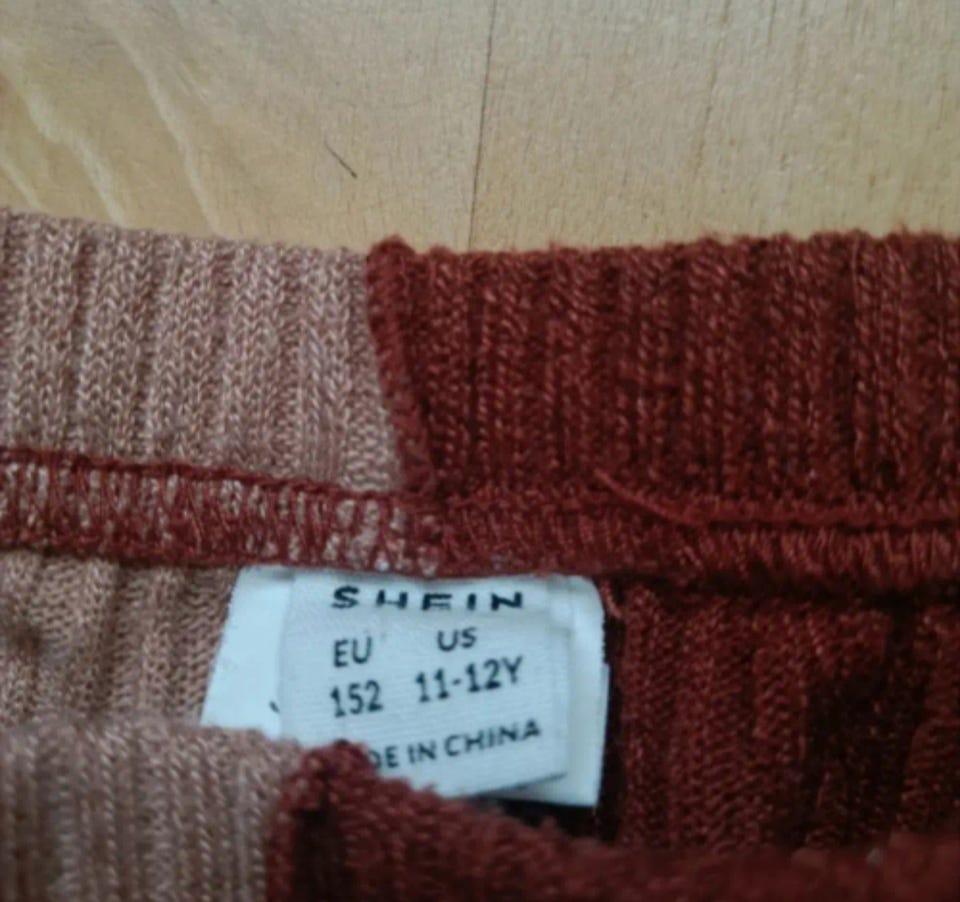 SHEIN
EU US
152 11-12Y
DE IN CHINA